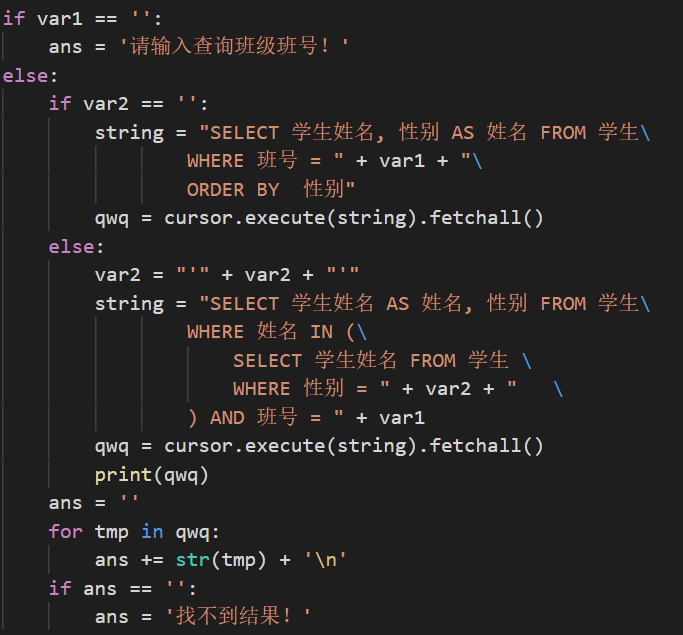 if var1 == '':
    ans = '请输入查询班级班号！'
else:
    if var2 == '':
        string = "SELECT 学生姓名, 性别 AS 姓名 FROM 学生\
                WHERE 班号 = " + var1 + "\
                ORDER BY  性别"
        qwq = cursor.execute(string).fetchall()
    else:
        var2 = "'" + var2 + "'"
        string = "SELECT 学生姓名 AS 姓名, 性别 FROM 学生\
                WHERE 姓名 IN (\
                    SELECT 学生姓名 FROM 学生 \
                    WHERE 性别 = " + var2 + "   \
                ) AND 班号 = " + var1
        qwq = cursor.execute(string).fetchall()
        print(qwq)
    ans = ''
    for tmp in qwq:
        ans += str(tmp) + '\n'
    if ans == '':
        ans = '找不到结果！'